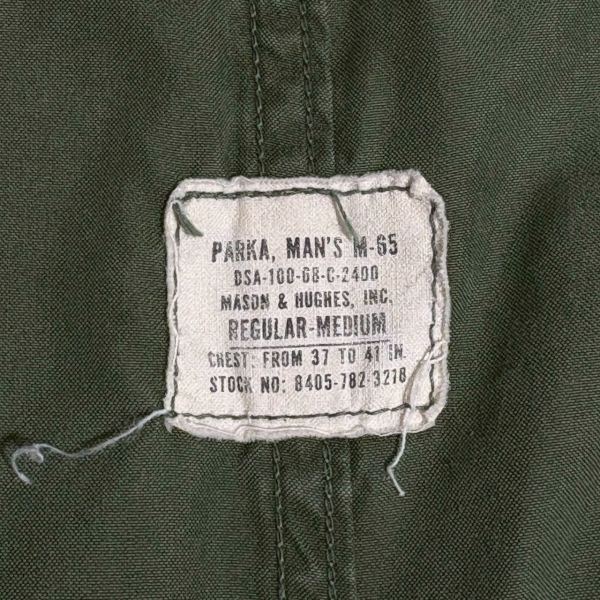 PARKA, MAN'S M-65
DSA-100-68-C-2400
MASON & HUGHES, INC.
REGULAR-MEDIUM
CHEST: FROM 37 TO 41 IN.
STOCK NO: 8405-782-3218